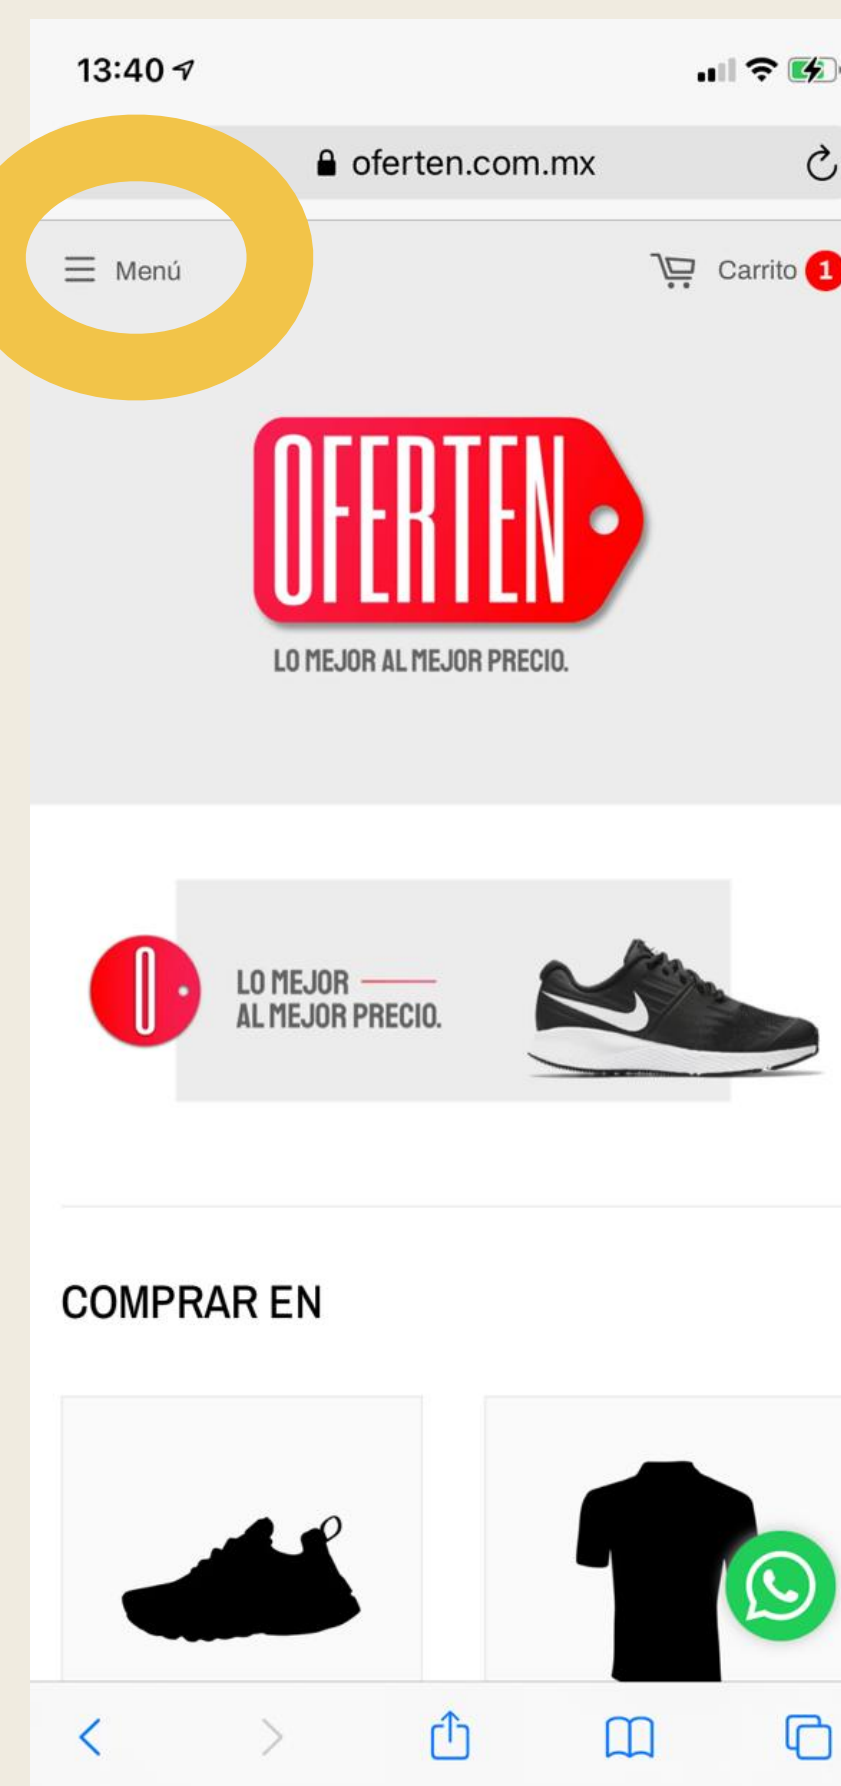 13:40
oferten.com.mx
Menú
Carrito 1
OFERTEN
LO MEJOR AL MEJOR PRECIO.
O
LO MEJOR
AL MEJOR PRECIO.
COMPRAR EN